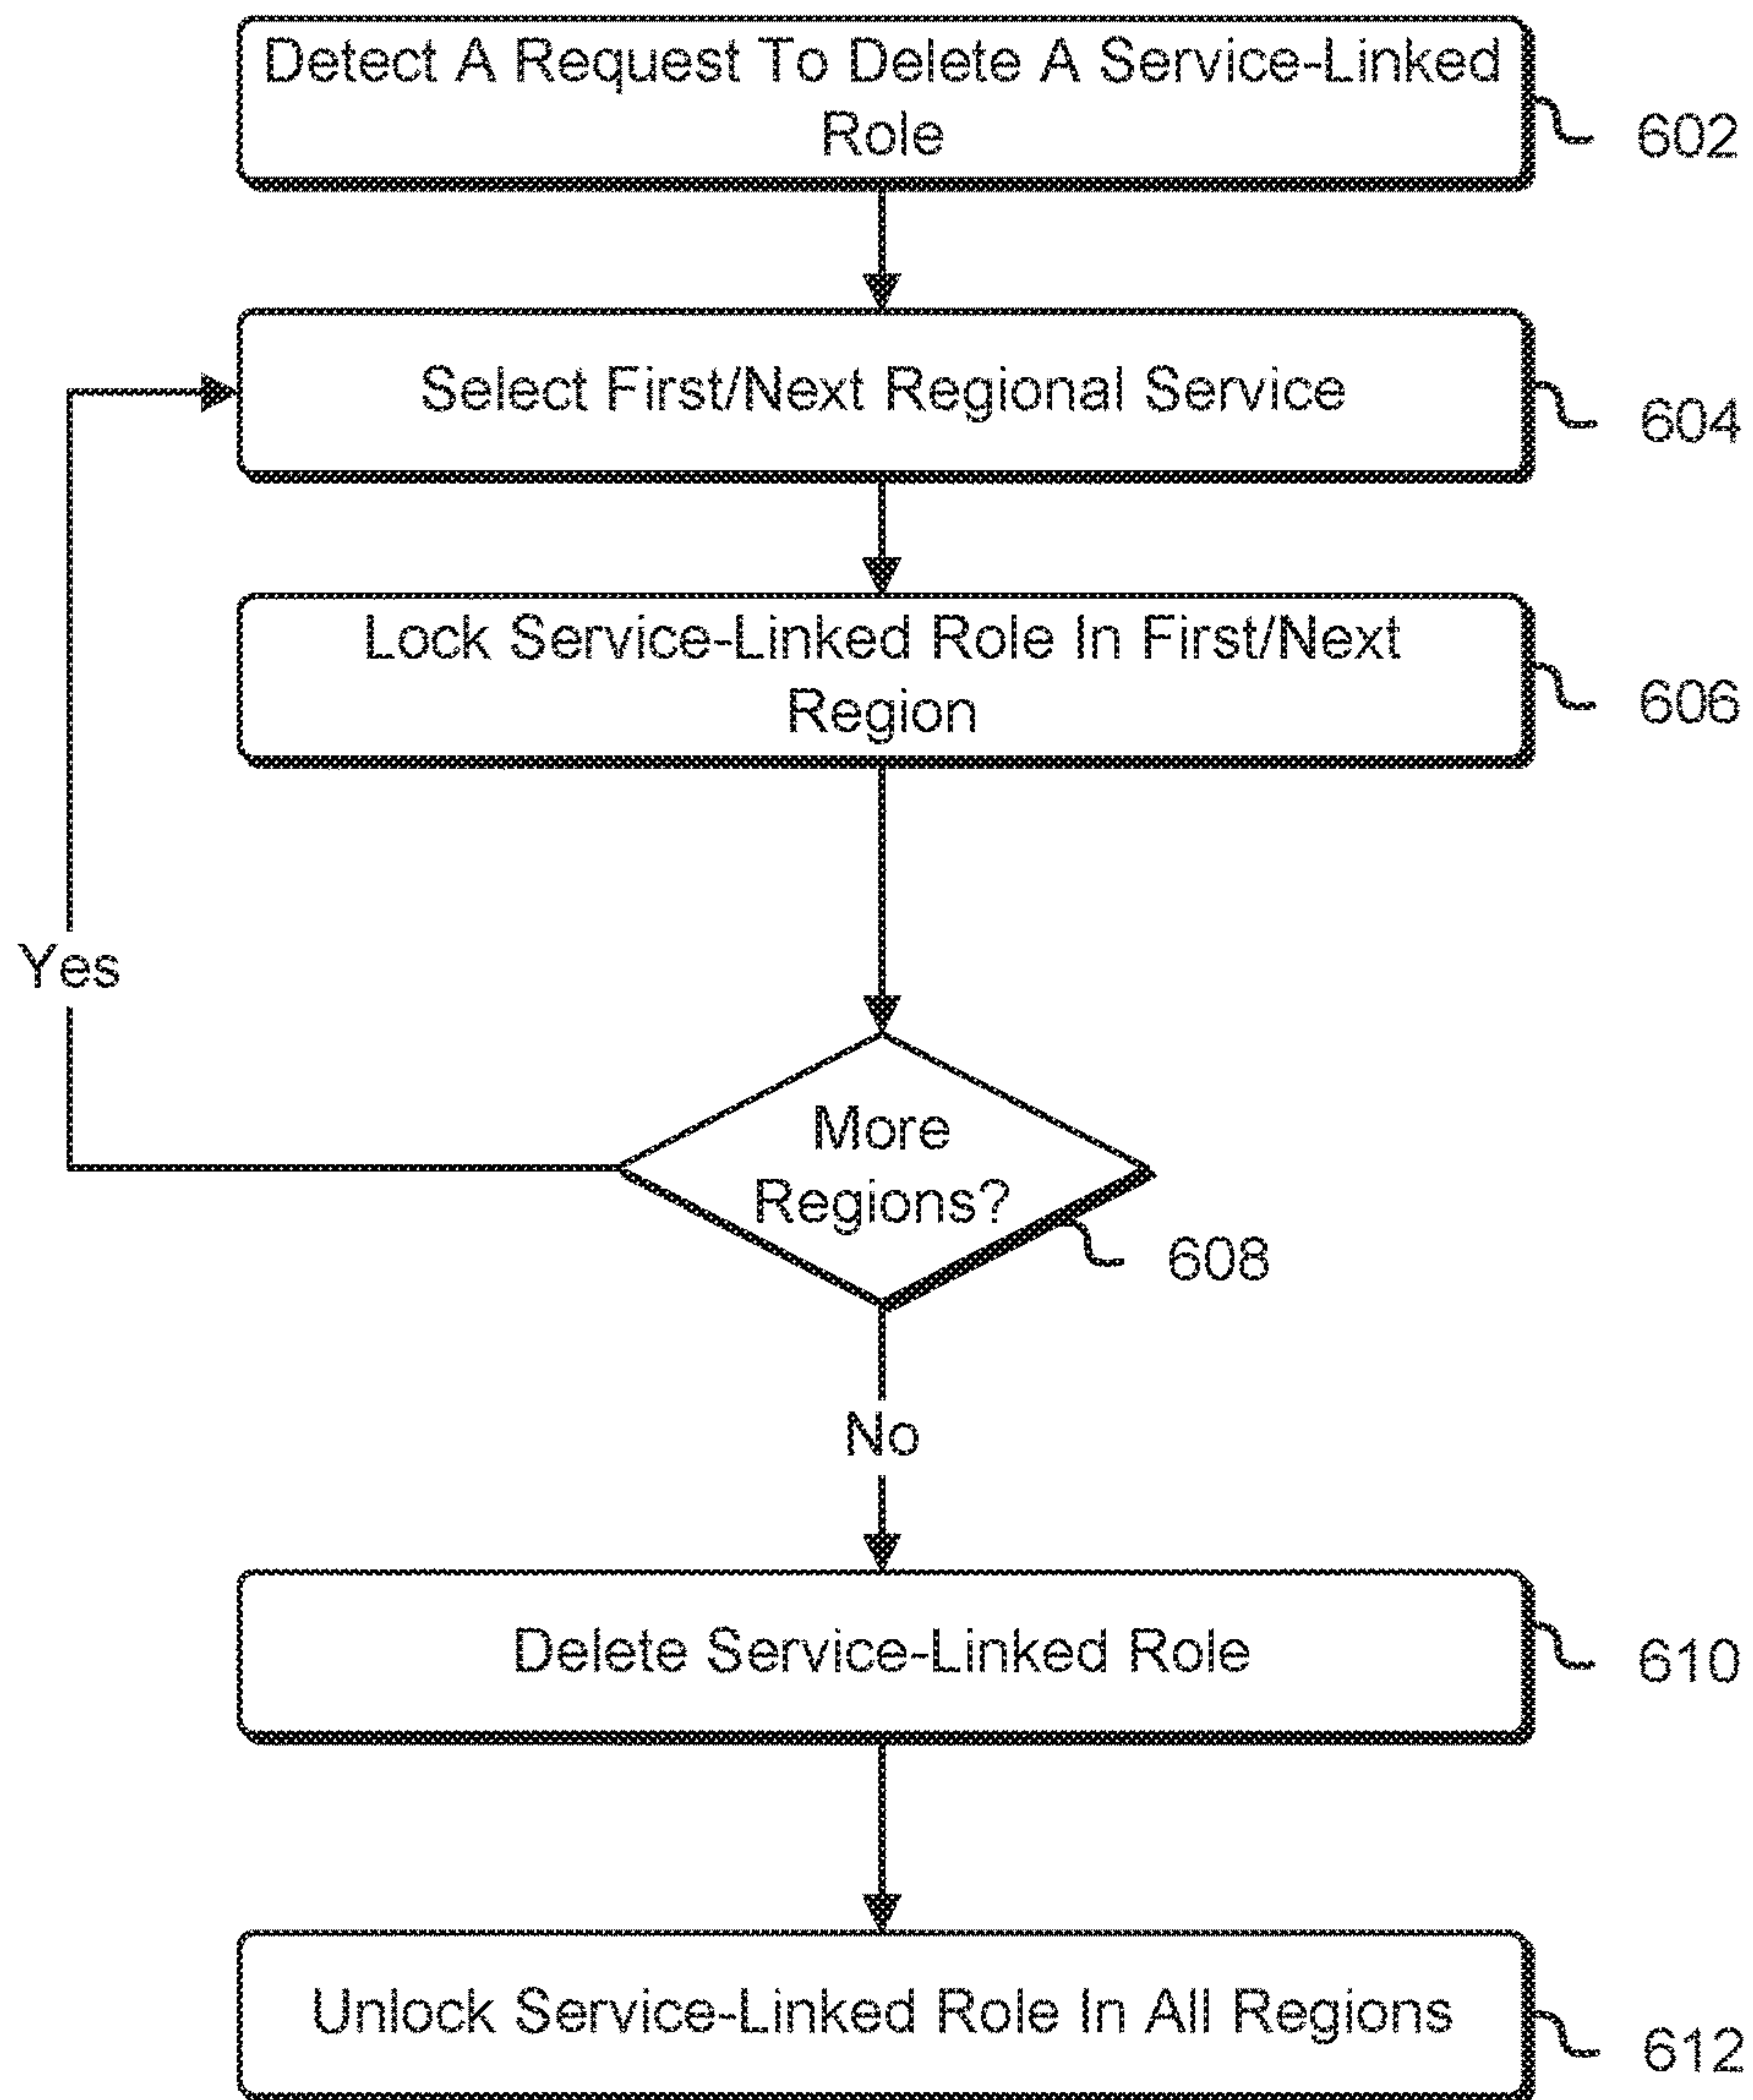 Detect A Request To Delete A Service-Linked
Role
602
Select First/Next Regional Service
604
Lock Service-Linked Role In First/Next
Region
606
Yes
More
Regions?
608
No
Delete Service-Linked Role
610
Unlock Service-Linked Role In All Regions
612